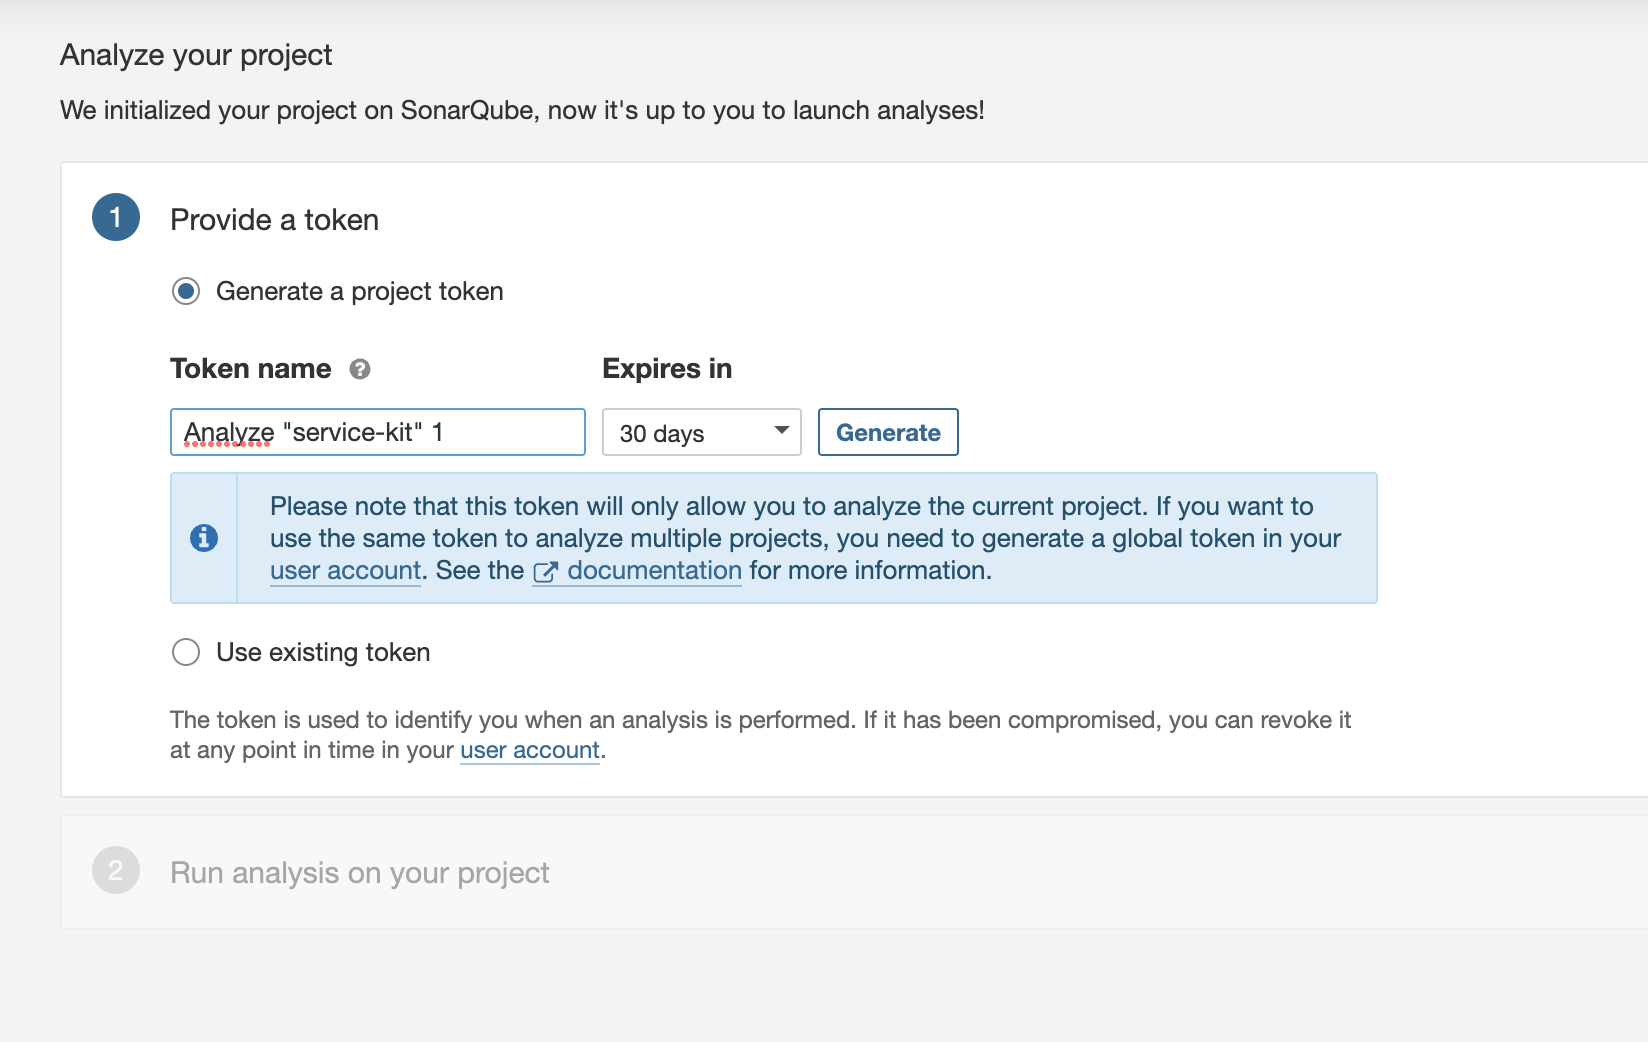 Analyze your project
We initialized your project on SonarQube, now it's up to you to launch analyses!
1 Provide a token
Generate a project token
Token name ? Expires in
Analyze "service-kit" 1 30 days Generate
Please note that this token will only allow you to analyze the current project. If you want to
use the same token to analyze multiple projects, you need to generate a global token in your
user account. See the documentation for more information.
Use existing token
The token is used to identify you when an analysis is performed. If it has been compromised, you can revoke it
at any point in time in your user account.
2 Run analysis on your project